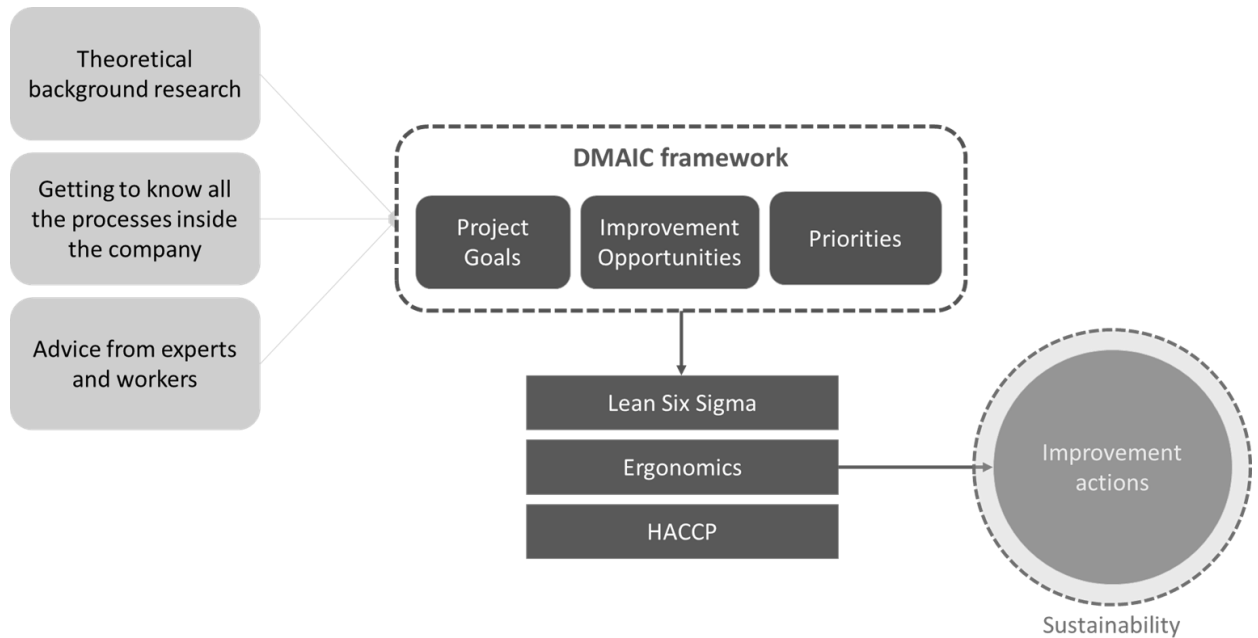 Theoretical
background research
Getting to know all
the processes inside
the company
Advice from experts
and workers
DMAIC framework
Project
Goals
Improvement
Opportunities
Priorities
Lean Six Sigma
Ergonomics
HACCP
Improvement
actions
Sustainability